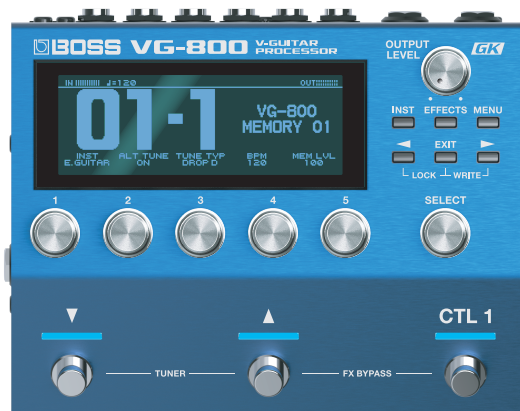 BOSS VG-800 V-GUITAR PROCESSOR
OUTPUT LEVEL
GK
IN ♩=120 OUT
01-1
VG-800
MEMORY 01
INST ALT TUNE TUNE TYP BPM MEM LVL
E.GUITAR ON DROP D 120 100
INST EFFECTS MENU
◄ EXIT ►
LOCK WRITE
1 2 3 4 5 SELECT
▼ ▲ CTL 1
TUNER FX BYPASS